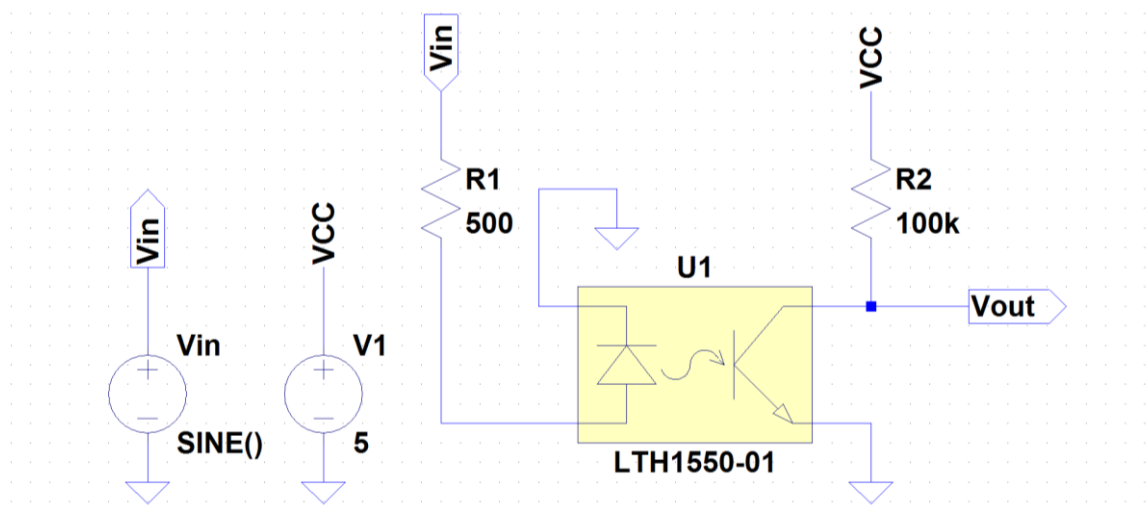 Vin
VCC
R1
500
R2
100k
Vin
VCC
U1
Vout
Vin
SINE()
V1
5
LTH1550-01